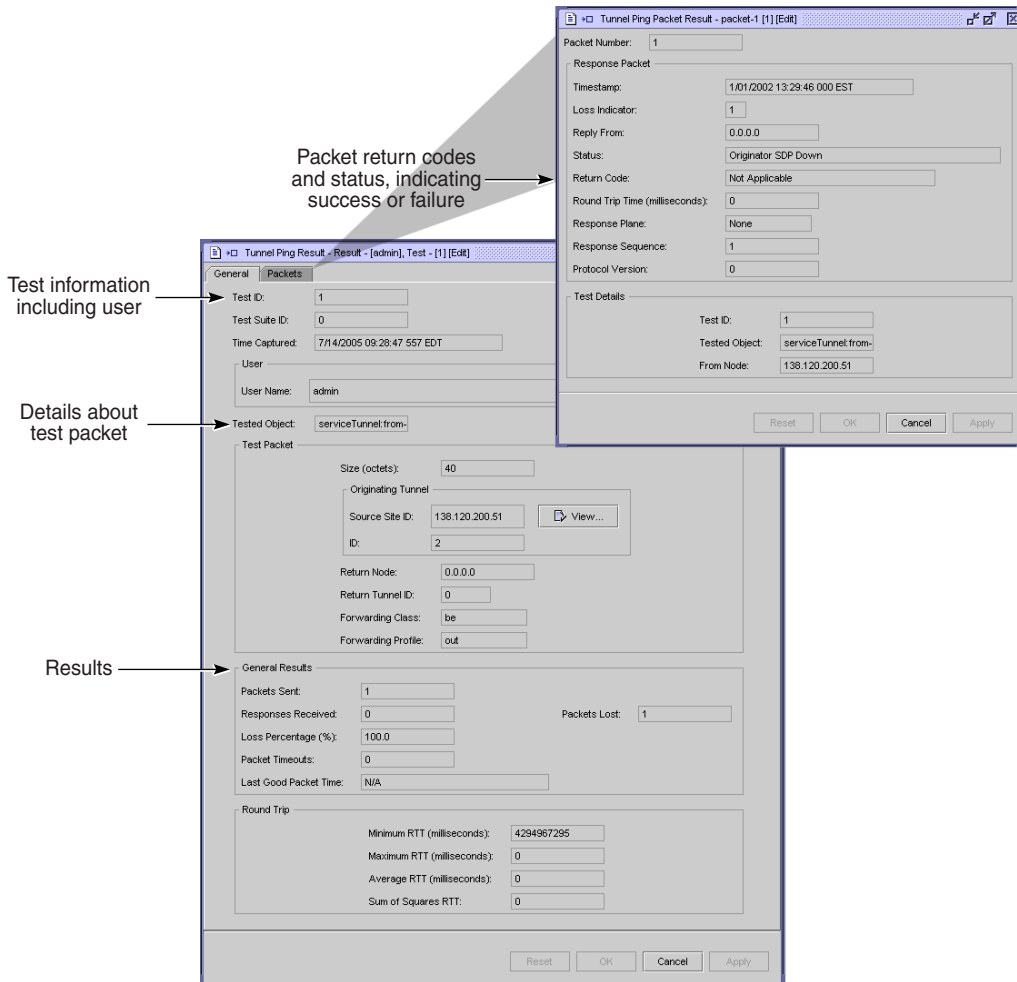 Tunnel Ping Packet Result - packet-1 [1] [Edit]
Packet Number: 1
Response Packet
Timestamp: 1/01/2002 13:29:46 000 EST
Loss Indicator: 1
Reply From: 0.0.0.0
Status: Originator SDP Down
Return Code: Not Applicable
Round Trip Time (milliseconds): 0
Response Plane: None
Response Sequence: 1
Protocol Version: 0
Test Details
Test ID: 1
Tested Object: serviceTunnel:from-
From Node: 138.120.200.51
Reset OK Cancel Apply
Packet return codes
and status, indicating
success or failure
Tunnel Ping Result - Result - [admin], Test - [1] [Edit]
General Packets
Test information
including user
Test ID: 1
Test Suite ID: 0
Time Captured: 7/14/2005 09:28:47 557 EDT
User
User Name: admin
Details about
test packet
Tested Object: serviceTunnel:from-
Test Packet
Size (octets): 40
Originating Tunnel
Source Site ID: 138.120.200.51 View...
ID: 2
Return Node: 0.0.0.0
Return Tunnel ID: 0
Forwarding Class: be
Forwarding Profile: out
Results
General Results
Packets Sent: 1
Responses Received: 0 Packets Lost: 1
Loss Percentage (%): 100.0
Packet Timeouts: 0
Last Good Packet Time: N/A
Round Trip
Minimum RTT (milliseconds): 4294967295
Maximum RTT (milliseconds): 0
Average RTT (milliseconds): 0
Sum of Squares RTT: 0
Reset OK Cancel Apply